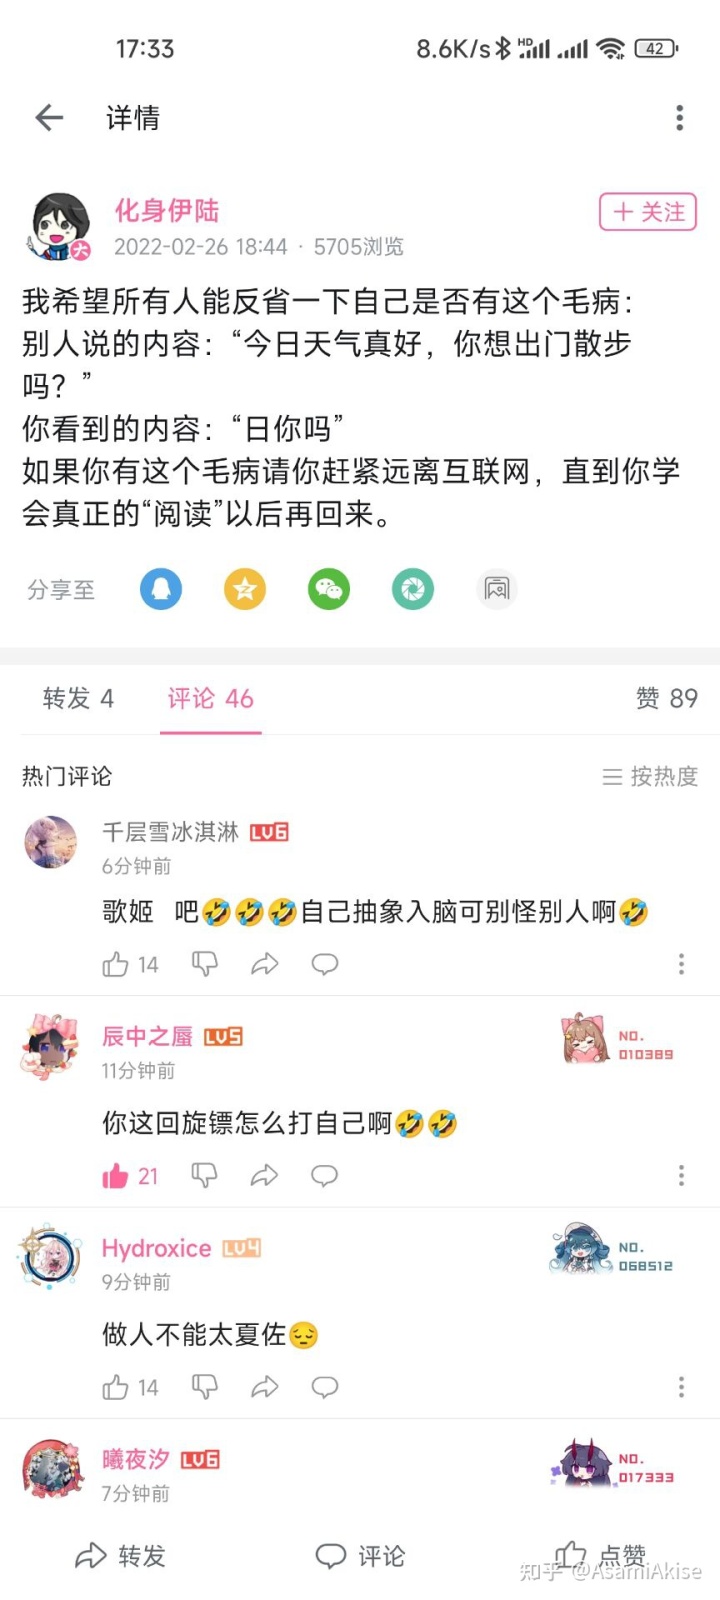 17:33
8.6K/s HD 42
详情
化身伊陆
+ 关注
大
2022-02-26 18:44 · 5705浏览
我希望所有人能反省一下自己是否有这个毛病：
别人说的内容：“今日天气真好，你想出门散步
吗？”
你看到的内容：“日你吗”
如果你有这个毛病请你赶紧远离互联网，直到你学
会真正的“阅读”以后再回来。
分享至
转发 4
评论 46
赞 89
热门评论
按热度
千层雪冰淇淋 LV6
6分钟前
歌姬 吧🤣🤣🤣自己抽象入脑可别怪别人啊🤣
14
辰中之蜃 LV5
NO.
010389
11分钟前
你这回旋镖怎么打自己啊🤣🤣
21
Hydroxice LV4
NO.
068512
9分钟前
做人不能太夏佐😔
14
曦夜汐 LV6
NO.
017333
7分钟前
转发
评论
点赞
知乎 @AsamiAkise